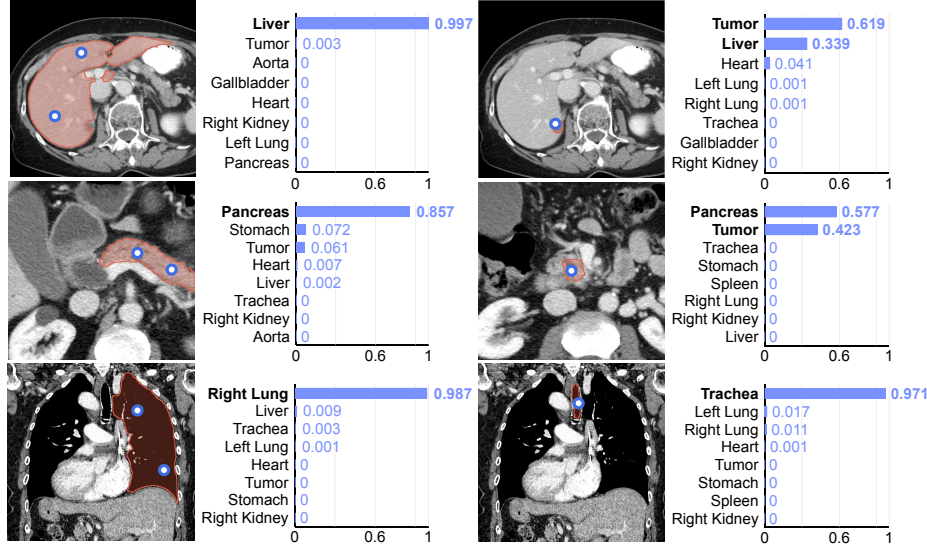 Liver 0.997
Tumor 0.003
Aorta 0
Gallbladder 0
Heart 0
Right Kidney 0
Left Lung 0
Pancreas 0
0 0.6 1
Tumor 0.619
Liver 0.339
Heart 0.041
Left Lung 0.001
Right Lung 0.001
Trachea 0
Gallbladder 0
Right Kidney 0
0 0.6 1
Pancreas 0.857
Stomach 0.072
Tumor 0.061
Heart 0.007
Liver 0.002
Trachea 0
Right Kidney 0
Aorta 0
0 0.6 1
Pancreas 0.577
Tumor 0.423
Trachea 0
Stomach 0
Spleen 0
Right Lung 0
Right Kidney 0
Liver 0
0 0.6 1
Right Lung 0.987
Liver 0.009
Trachea 0.003
Left Lung 0.001
Heart 0
Tumor 0
Stomach 0
Right Kidney 0
0 0.6 1
Trachea 0.971
Left Lung 0.017
Right Lung 0.011
Heart 0.001
Tumor 0
Stomach 0
Spleen 0
Right Kidney 0
0 0.6 1